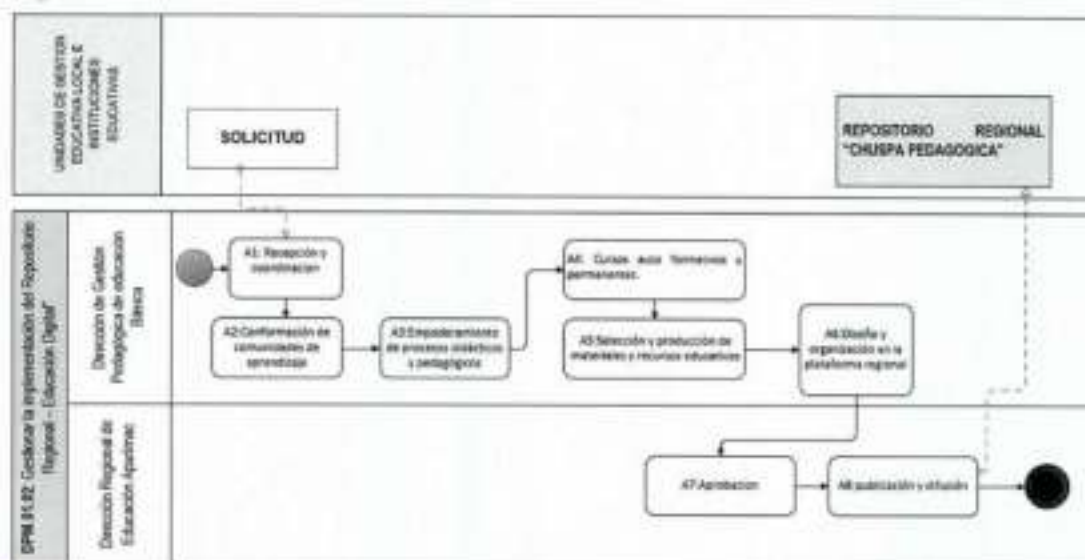 UNIDADES DE GESTION
EDUCATIVA LOCAL E
INSTITUCIONES
EDUCATIVAS
SOLICITUD
REPOSITORIO REGIONAL
"CHUSPA PEDAGOGICA"
DPM 01.02: Gestionar la implementación del Repositorio
Regional – Educación Digital"
Dirección de Gestión
Pedagógica de educación
Básica
A1: Recepción y
coordinacion
A2:Conformación de
comunidades de
aprendizaje
A3:Empoderamiento
de procesos didácticos
y pedagógicos
A4: Cursos auto formativos y
permanentes.
A5:Selección y producción de
materiales y recursos educativos
A6:Diseño y
organización en la
plataforma regional
Dirección Regional de
Educación Apurímac
A7:Aprobacion
A8:publicación y difusión